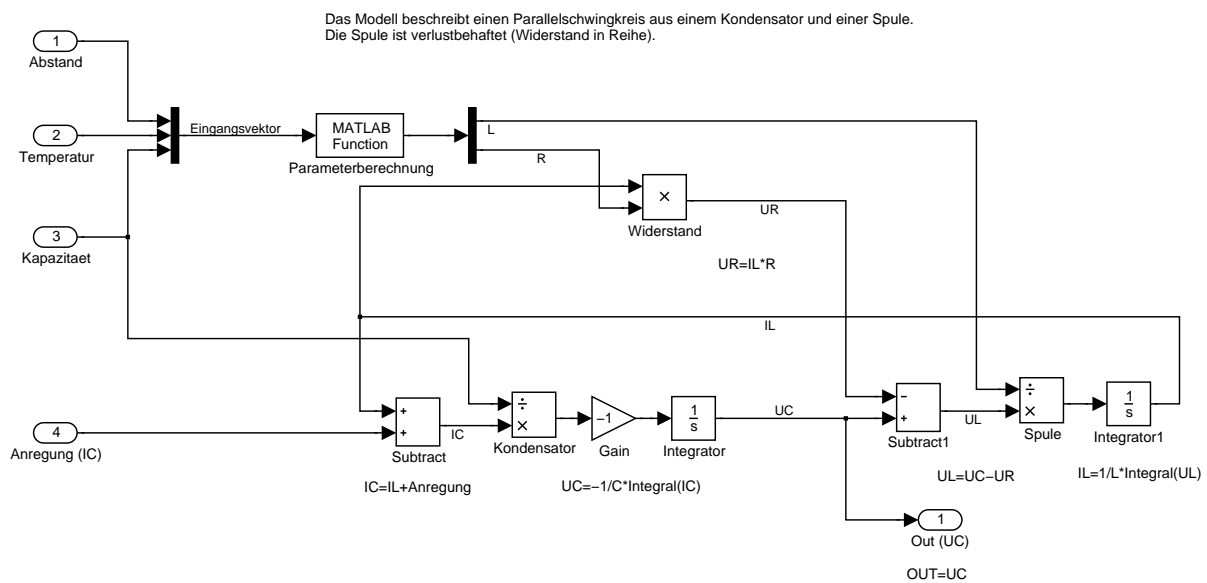 Das Modell beschreibt einen Parallelschwingkreis aus einem Kondensator und einer Spule.
Die Spule ist verlustbehaftet (Widerstand in Reihe).
1
Abstand
2
Temperatur
3
Kapazitaet
4
Anregung (IC)
Eingangsvektor
MATLAB
Function
Parameterberechnung
L
R
×
Widerstand
UR
UR=IL*R
IL
+
+
Subtract
IC
IC=IL+Anregung
÷
×
Kondensator
−1
Gain
1
s
Integrator
UC=−1/C*Integral(IC)
UC
−
+
Subtract1
UL
UL=UC−UR
÷
×
Spule
1
s
Integrator1
IL=1/L*Integral(UL)
1
Out (UC)
OUT=UC